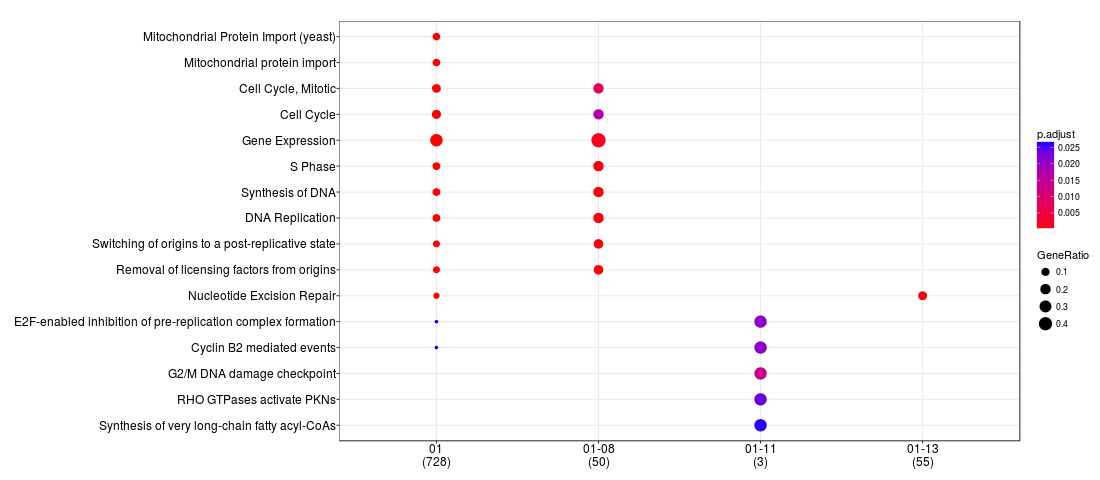 Mitochondrial Protein Import (yeast)
Mitochondrial protein import
Cell Cycle, Mitotic
Cell Cycle
Gene Expression
S Phase
Synthesis of DNA
DNA Replication
Switching of origins to a post-replicative state
Removal of licensing factors from origins
Nucleotide Excision Repair
E2F-enabled inhibition of pre-replication complex formation
Cyclin B2 mediated events
G2/M DNA damage checkpoint
RHO GTPases activate PKNs
Synthesis of very long-chain fatty acyl-CoAs
01 01-08 01-11 01-13
(728) (50) (3) (55)
p.adjust
0.025
0.020
0.015
0.010
0.005
GeneRatio
0.1
0.2
0.3
0.4